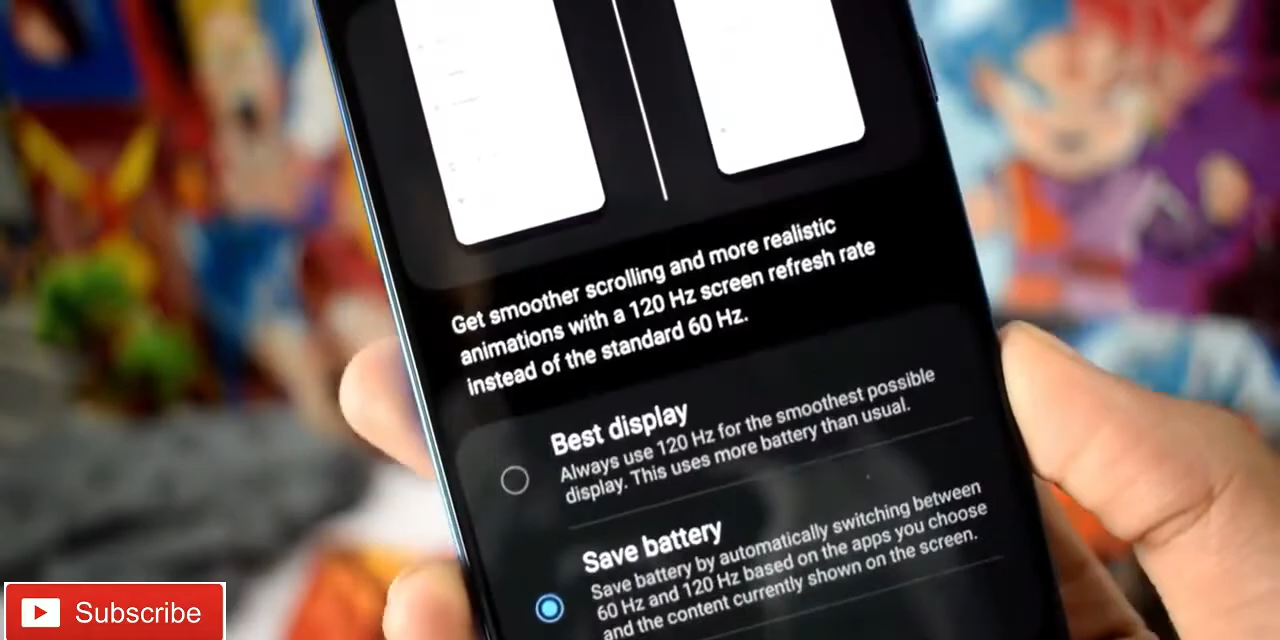 Get smoother scrolling and more realistic
animations with a 120 Hz screen refresh rate
instead of the standard 60 Hz.
Best display
Always use 120 Hz for the smoothest possible
display. This uses more battery than usual.
Save battery
Save battery by automatically switching between
60 Hz and 120 Hz based on the apps you choose
and the content currently shown on the screen.
Subscribe